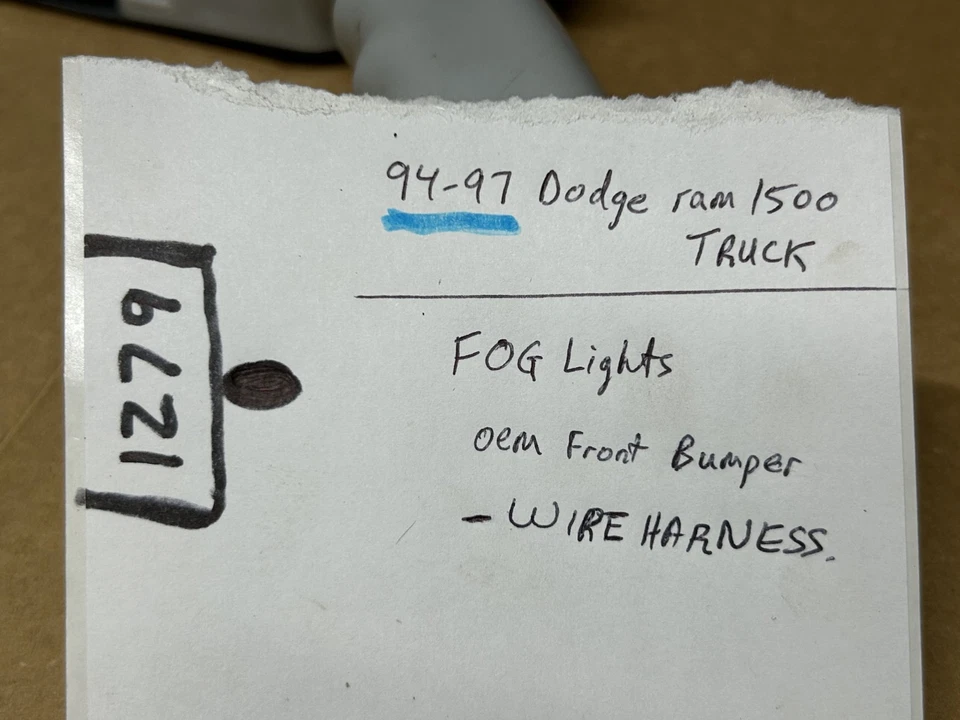 94-97 Dodge ram 1500
TRUCK
FOG Lights
oem Front Bumper
- WIRE HARNESS.
1279